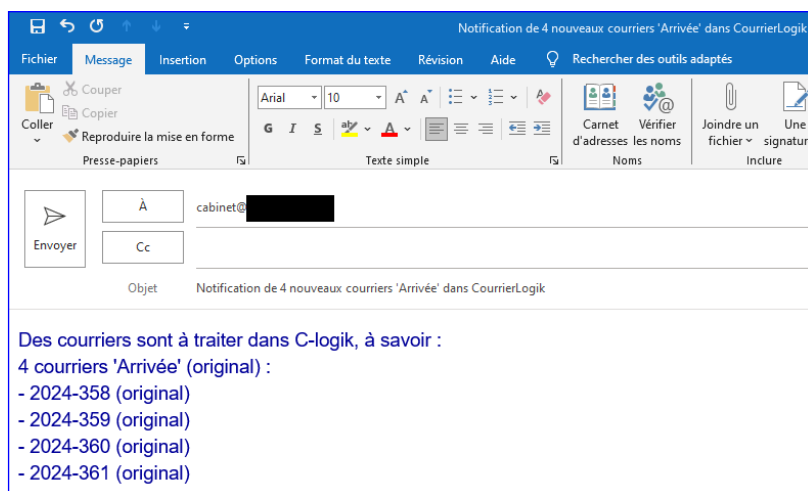 Notification de 4 nouveaux courriers 'Arrivée' dans CourrierLogik
Fichier Message Insertion Options Format du texte Révision Aide Rechercher des outils adaptés
Coller
Couper
Copier
Reproduire la mise en forme
Presse-papiers
Arial 10
G I S
Texte simple
Carnet d'adresses
Vérifier les noms
Noms
Joindre un fichier
Une signatur
Inclure
Envoyer
À cabinet@
Cc
Objet Notification de 4 nouveaux courriers 'Arrivée' dans CourrierLogik
Des courriers sont à traiter dans C-logik, à savoir :
4 courriers 'Arrivée' (original) :
- 2024-358 (original)
- 2024-359 (original)
- 2024-360 (original)
- 2024-361 (original)